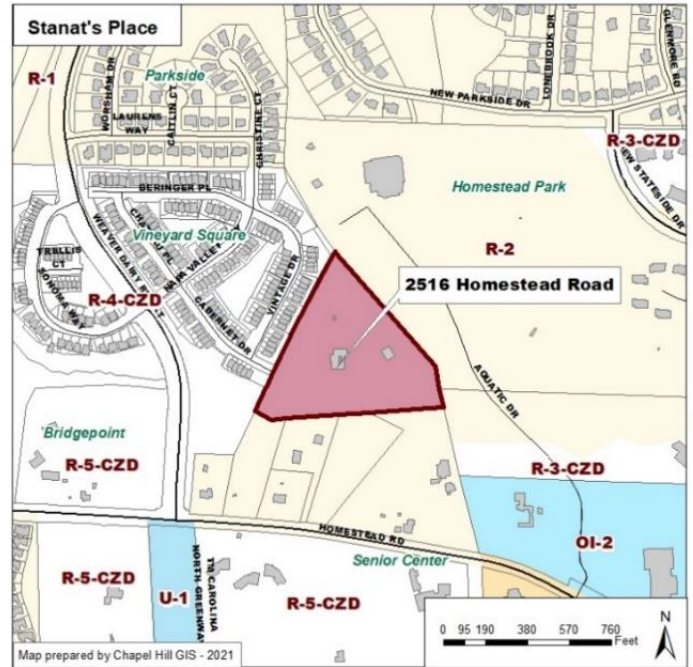 Stanat's Place
R-1
Parkside
WORSHAM DR
LAURENS
WAY
CAITLIN CT
CHRISTINE CT
LONEBROOK DR
GLENMORE RD
NEW PARKSIDE DR
R-3-CZD
NEW STATESIDE DR
BERINGER PL
Homestead Park
Vineyard Square
R-2
TRELLIS
CT
SONOMA WAY
WEAVER DAIRY
NAPA VALLEY
VINTAGE DR
CABERNET DR
R-4-CZD
2516 Homestead Road
AQUATIC DR
Bridgepoint
R-5-CZD
R-3-CZD
HOMESTEAD RD
OI-2
Senior Center
R-5-CZD
U-1
NORTH GREENWAY
CAROLINA
R-5-CZD
0 95 190 380 570 760
Feet
N
Map prepared by Chapel Hill GIS - 2021